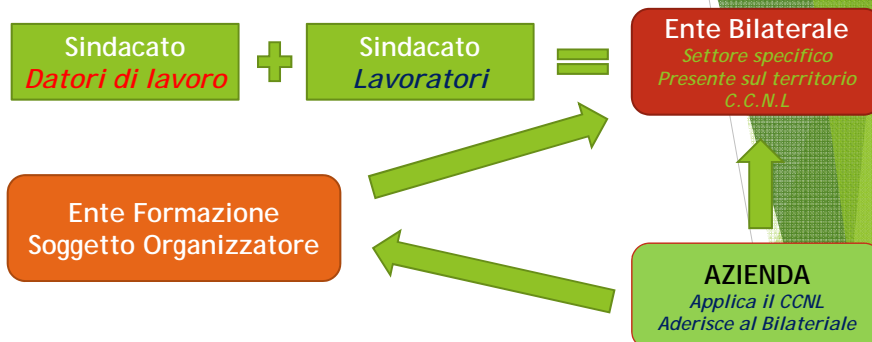 Sindacato
Datori di lavoro
Sindacato
Lavoratori
Ente Bilaterale
Settore specifico
Presente sul territorio
C.C.N.L
Ente Formazione
Soggetto Organizzatore
AZIENDA
Applica il CCNL
Aderisce al Bilateriale